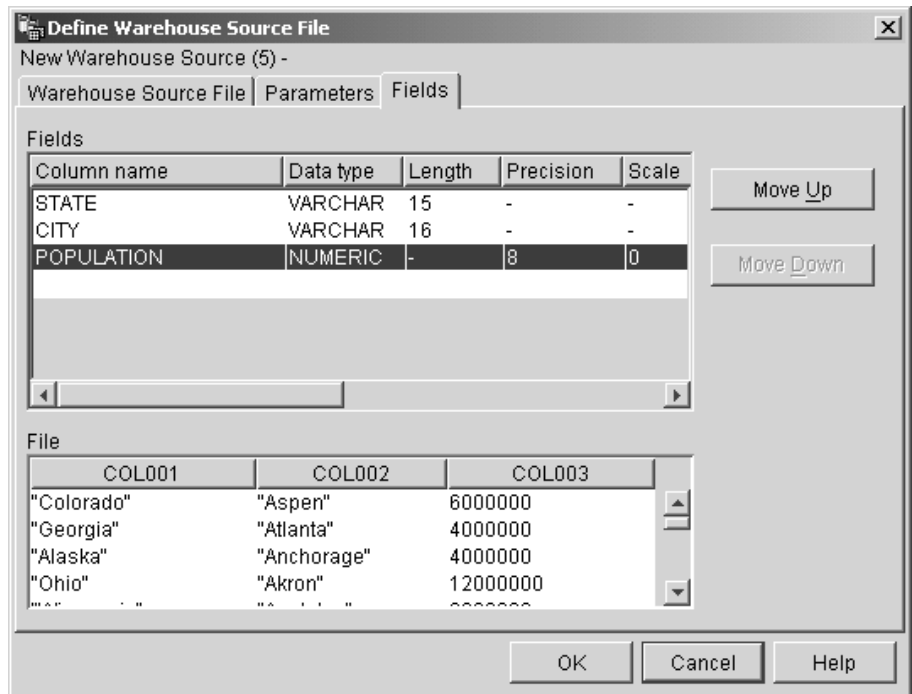 Define Warehouse Source File
New Warehouse Source (5) -
Warehouse Source File Parameters Fields
Fields
Column name Data type Length Precision Scale
STATE VARCHAR 15 - -
CITY VARCHAR 16 - -
POPULATION NUMERIC - 8 0
Move Up
Move Down
File
COL001 COL002 COL003
"Colorado" "Aspen" 6000000
"Georgia" "Atlanta" 4000000
"Alaska" "Anchorage" 4000000
"Ohio" "Akron" 12000000
OK Cancel Help